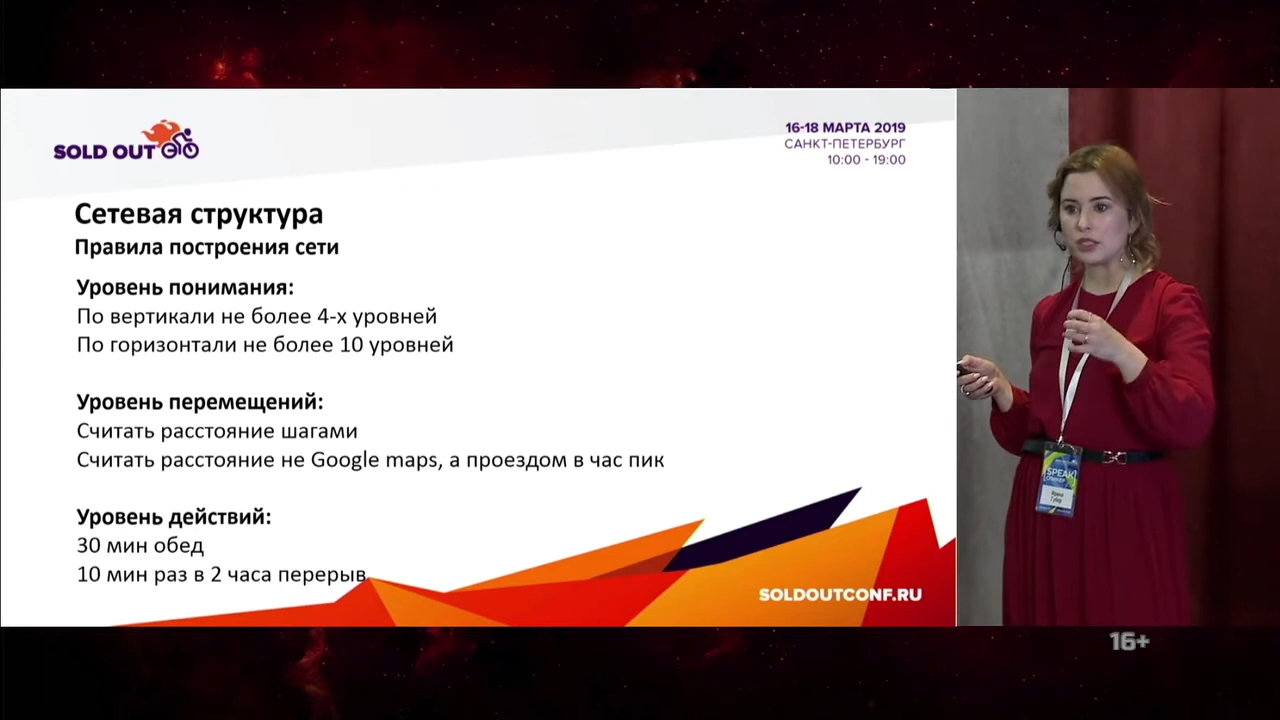 SOLD OUT
16-18 МАРТА 2019
САНКТ-ПЕТЕРБУРГ
10:00 - 19:00
Сетевая структура
Правила построения сети
Уровень понимания:
По вертикали не более 4-х уровней
По горизонтали не более 10 уровней
Уровень перемещений:
Считать расстояние шагами
Считать расстояние не Google maps, а проездом в час пик
Уровень действий:
30 мин обед
10 мин раз в 2 часа перерыв
SOLDOUTCONF.RU
SPEAK
16+